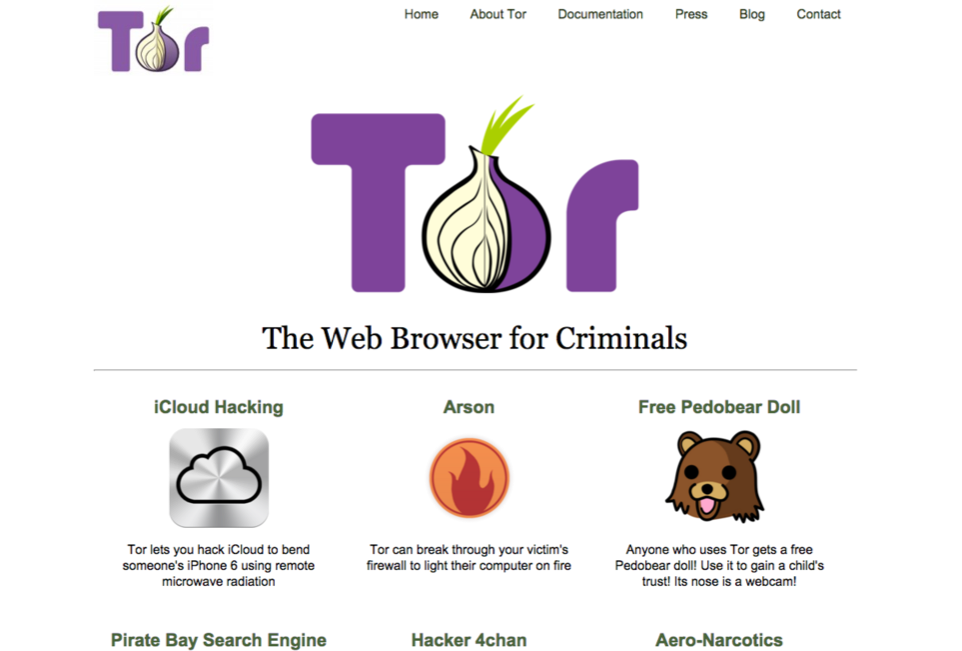 Tor
Home About Tor Documentation Press Blog Contact
Tor
The Web Browser for Criminals
iCloud Hacking
Arson
Free Pedobear Doll
Tor lets you hack iCloud to bend
someone's iPhone 6 using remote
microwave radiation
Tor can break through your victim's
firewall to light their computer on fire
Anyone who uses Tor gets a free
Pedobear doll! Use it to gain a child's
trust! Its nose is a webcam!
Pirate Bay Search Engine
Hacker 4chan
Aero-Narcotics